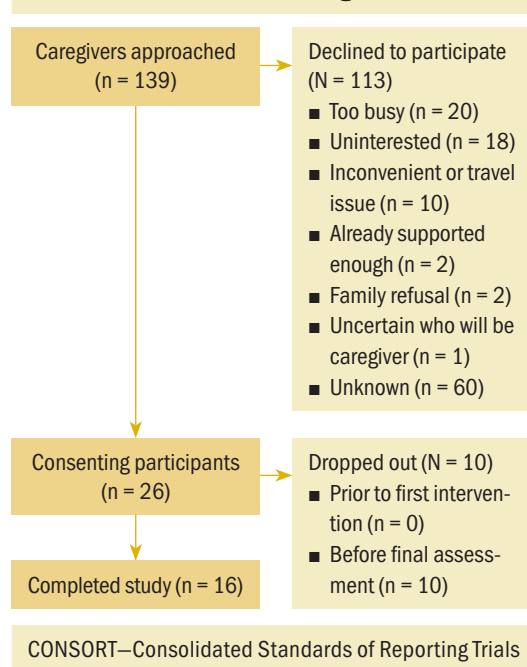 Caregivers approached
(n = 139)
Declined to participate
(N = 113)
■ Too busy (n = 20)
■ Uninterested (n = 18)
■ Inconvenient or travel
issue (n = 10)
■ Already supported
enough (n = 2)
■ Family refusal (n = 2)
■ Uncertain who will be
caregiver (n = 1)
■ Unknown (n = 60)
Consenting participants
(n = 26)
Dropped out (N = 10)
■ Prior to first interven-
tion (n = 0)
■ Before final assess-
ment (n = 10)
Completed study (n = 16)
CONSORT—Consolidated Standards of Reporting Trials